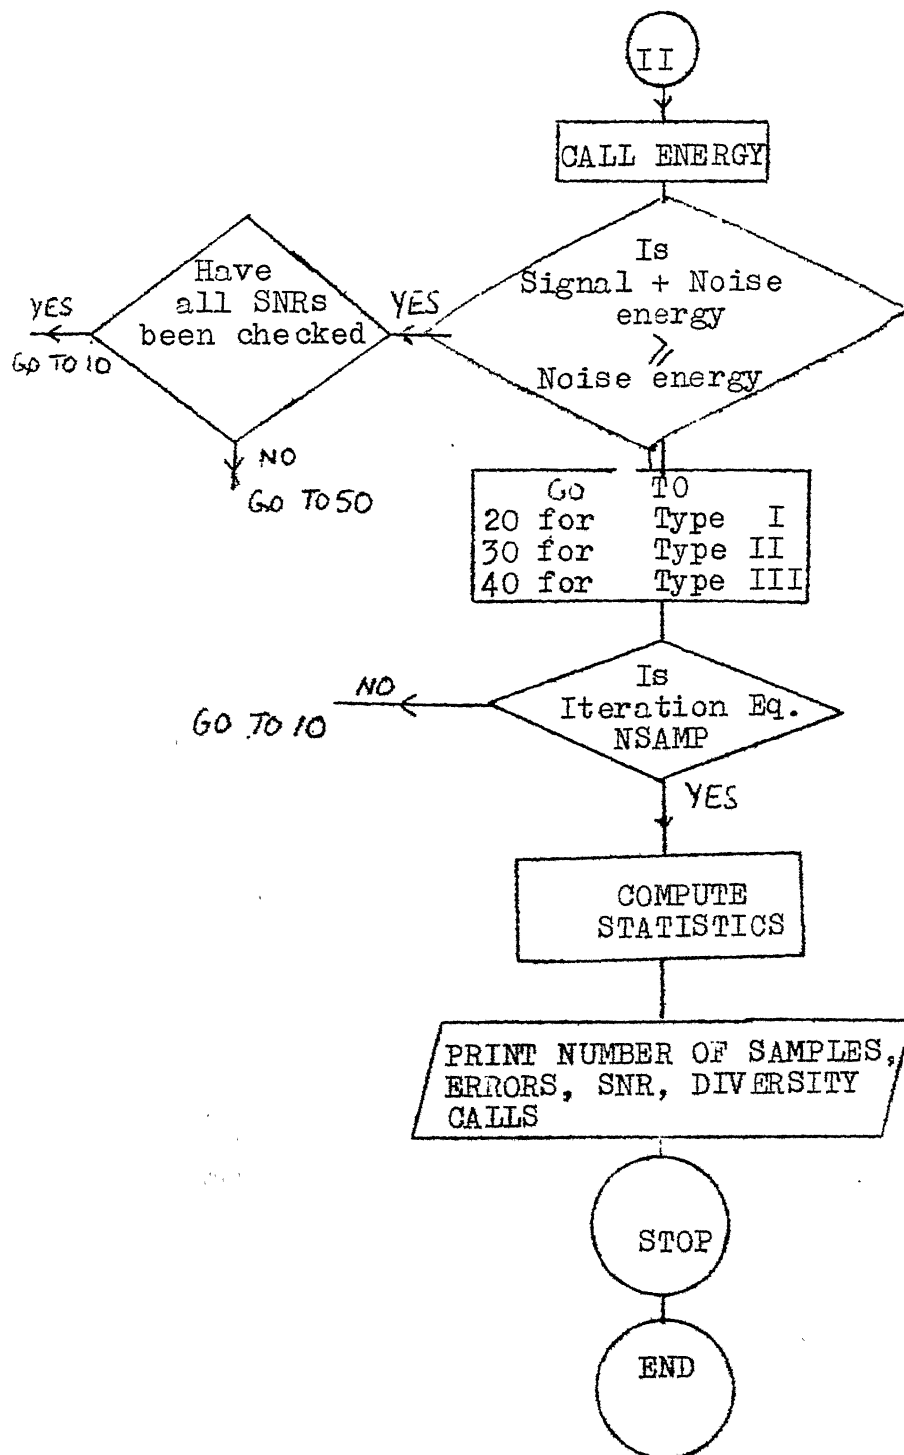 II
CALL ENERGY
Is
Signal + Noise
energy
⩾
Noise energy
YES
Have
all SNRs
been checked
YES
GO TO 10
NO
GO TO 50
GO TO
20 for Type I
30 for Type II
40 for Type III
Is
Iteration Eq.
NSAMP
NO
GO TO 10
YES
COMPUTE
STATISTICS
PRINT NUMBER OF SAMPLES,
ERRORS, SNR, DIVERSITY
CALLS
STOP
END